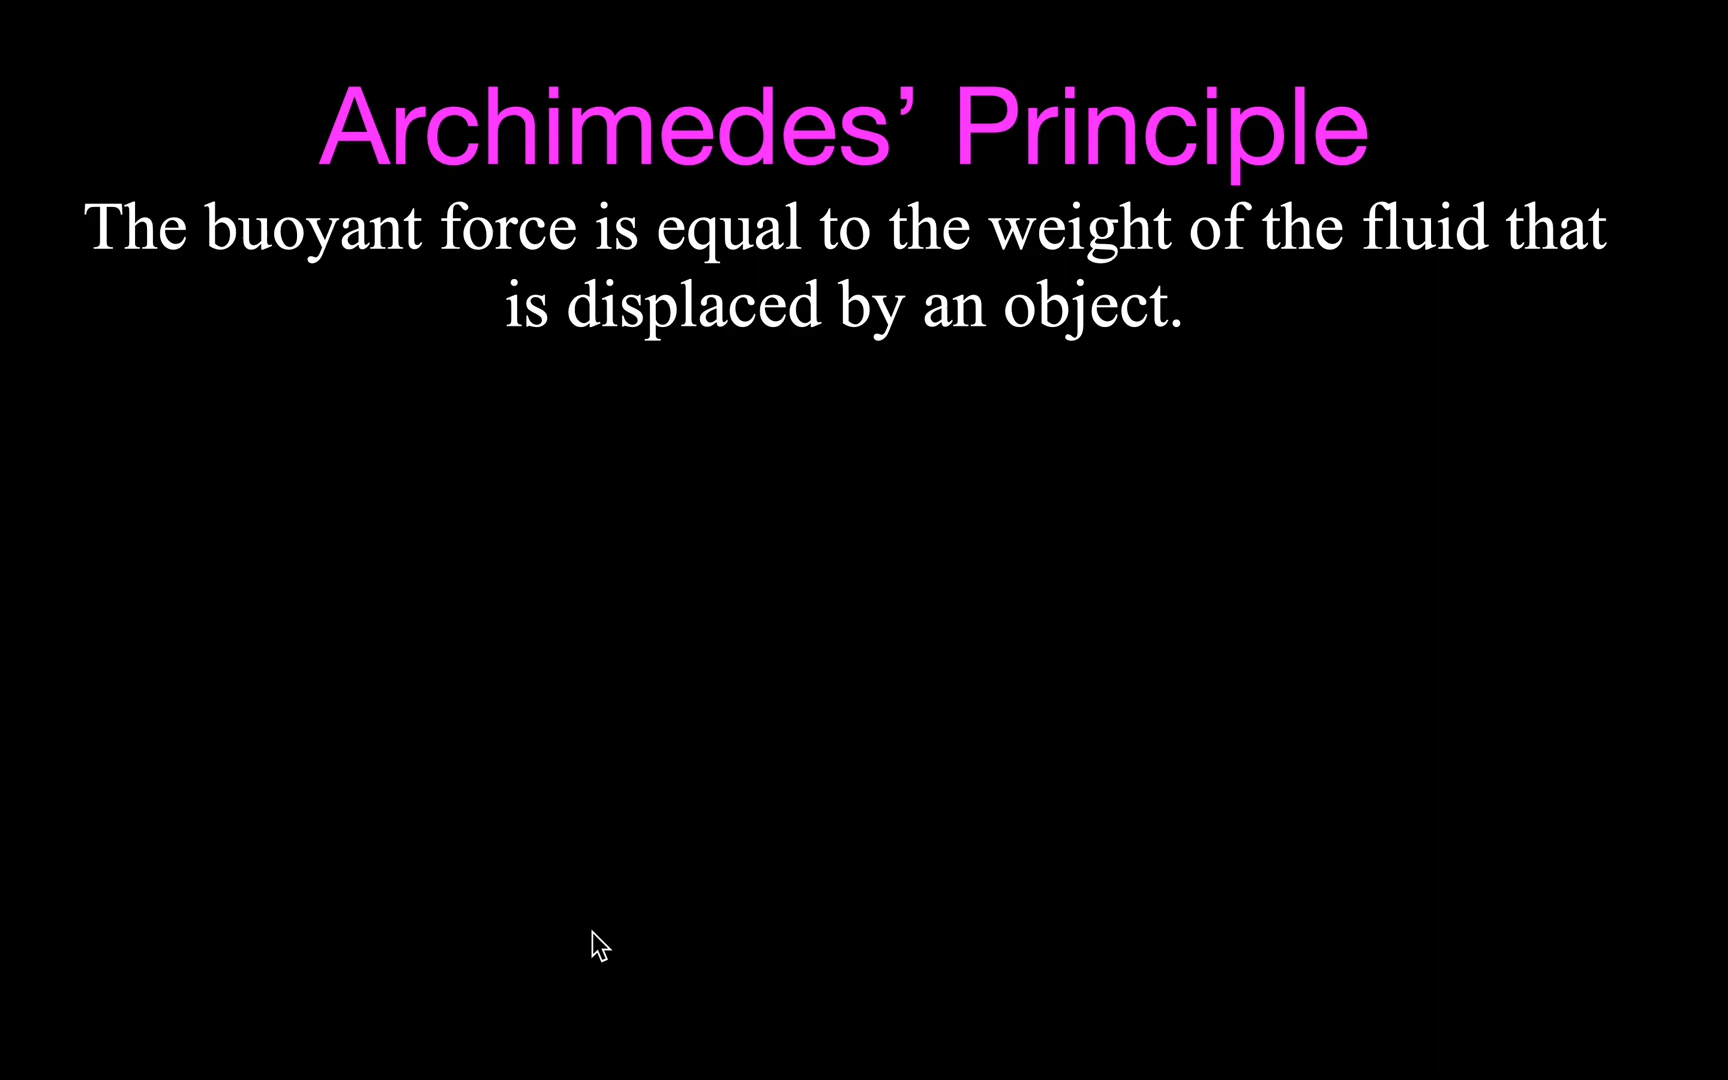 Archimedes’ Principle
The buoyant force is equal to the weight of the fluid that
is displaced by an object.